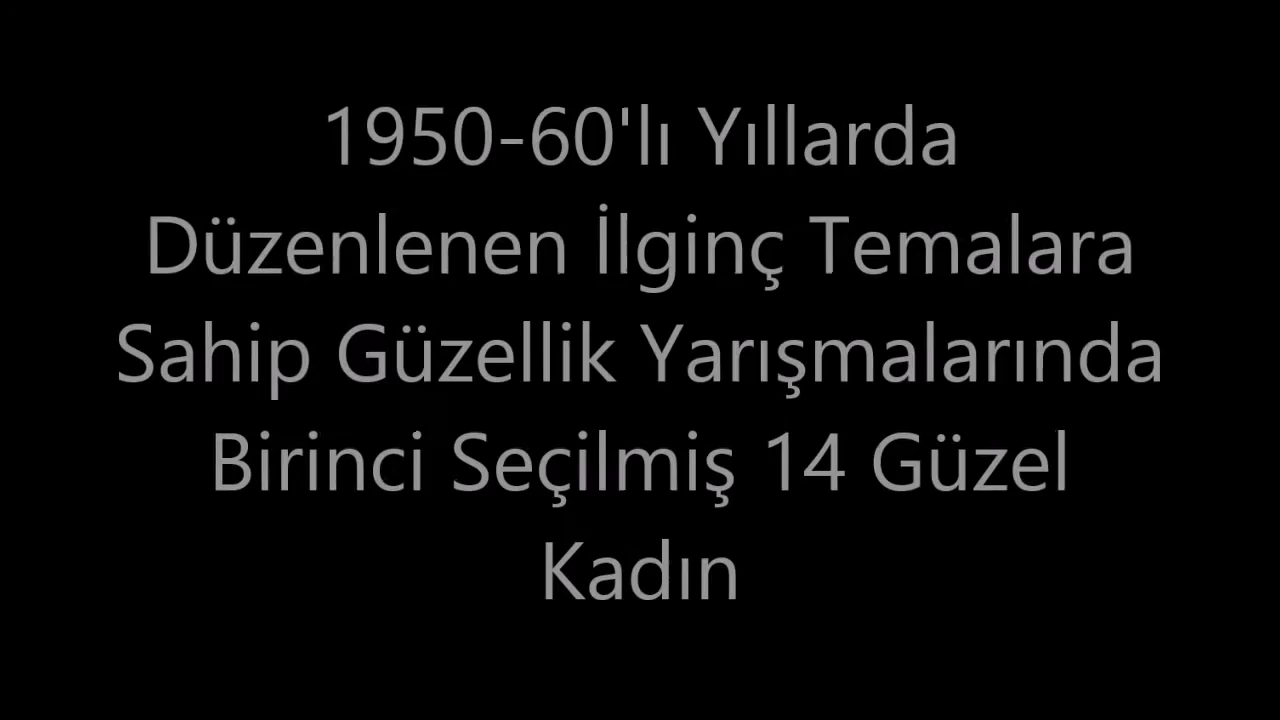 1950-60'lı Yıllarda
Düzenlenen İlginç Temalara
Sahip Güzellik Yarışmalarında
Birinci Seçilmiş 14 Güzel
Kadın